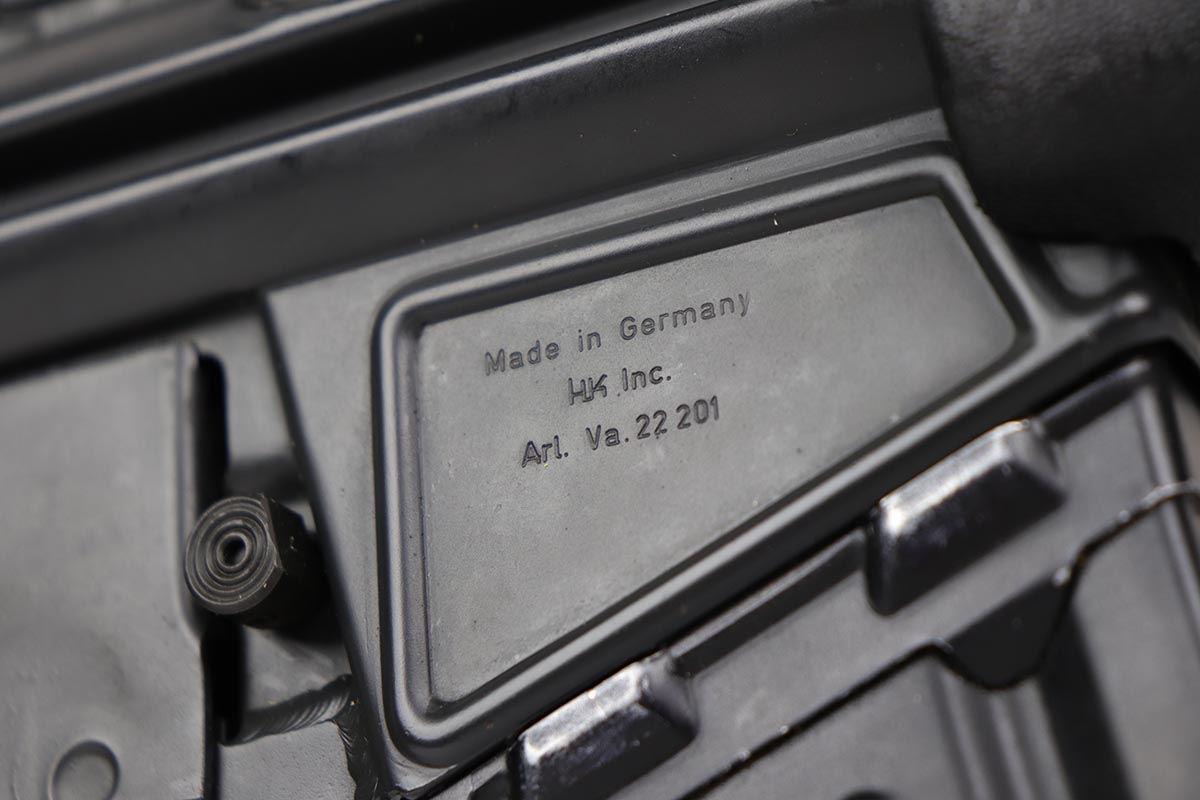 Made in Germany
HK Inc.
Arl. Va. 22 201